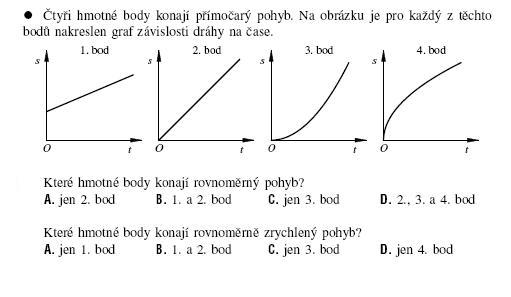 ● Čtyři hmotné body konají přímočarý pohyb. Na obrázku je pro každý z těchto
bodů nakreslen graf závislosti dráhy na čase.
1. bod 2. bod 3. bod 4. bod
s s s s
O t O t O t O t
Které hmotné body konají rovnoměrný pohyb?
A. jen 2. bod B. 1. a 2. bod C. jen 3. bod D. 2., 3. a 4. bod
Které hmotné body konají rovnoměrně zrychlený pohyb?
A. jen 1. bod B. 1. a 2. bod C. jen 3. bod D. jen 4. bod